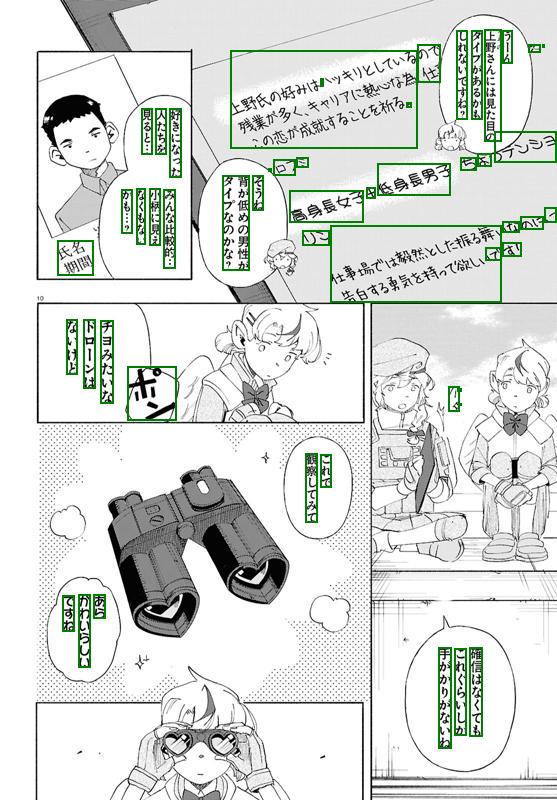 うーん
上野さんには見た目の
タイプがあるかも
しれないですね?
上野氏の好みはハッキリとしているので
残業が多く、キャリアに熱心な為、仕
の恋が成就することを祈る。
高身長女子
低身長男子
仕事場では毅然とした振る舞い
なのに
告白する勇気を持って欲しい
です
そうね
背が低めの男性が
タイプなのかな?
好きになった
人たちを
見ると…
みんな比較的…
小柄に見え
なくもない
かも…?
氏名
期間
10
チヨみたいな
ドローンは
ないけど
ポン
これで
観察してみて
あら
かわいらしい
ですね
確信はなくても
これぐらいしか
手がかりがないね